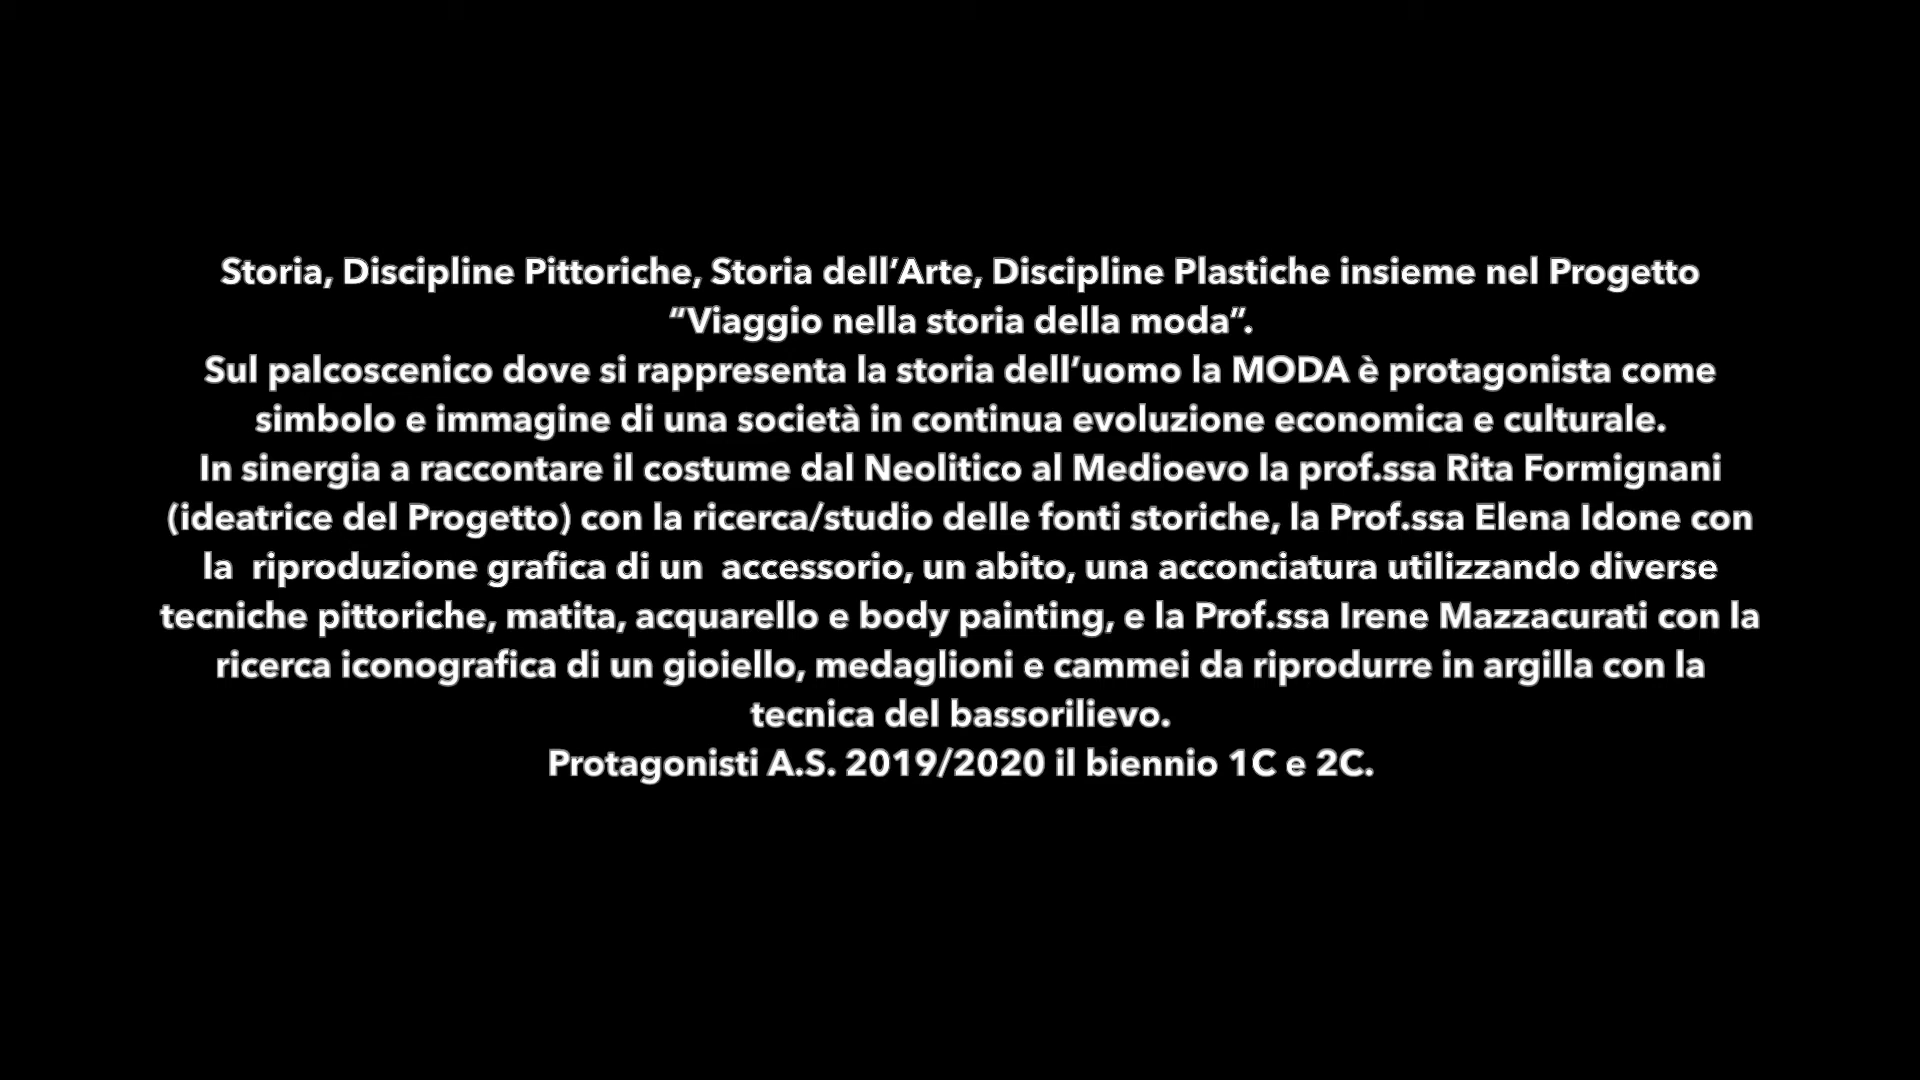 Storia, Discipline Pittoriche, Storia dell’Arte, Discipline Plastiche insieme nel Progetto
“Viaggio nella storia della moda”.
Sul palcoscenico dove si rappresenta la storia dell’uomo la MODA è protagonista come
simbolo e immagine di una società in continua evoluzione economica e culturale.
In sinergia a raccontare il costume dal Neolitico al Medioevo la prof.ssa Rita Formignani
(ideatrice del Progetto) con la ricerca/studio delle fonti storiche, la Prof.ssa Elena Idone con
la  riproduzione grafica di un  accessorio, un abito, una acconciatura utilizzando diverse
tecniche pittoriche, matita, acquarello e body painting, e la Prof.ssa Irene Mazzacurati con la
ricerca iconografica di un gioiello, medaglioni e cammei da riprodurre in argilla con la
tecnica del bassorilievo.
Protagonisti A.S. 2019/2020 il biennio 1C e 2C.